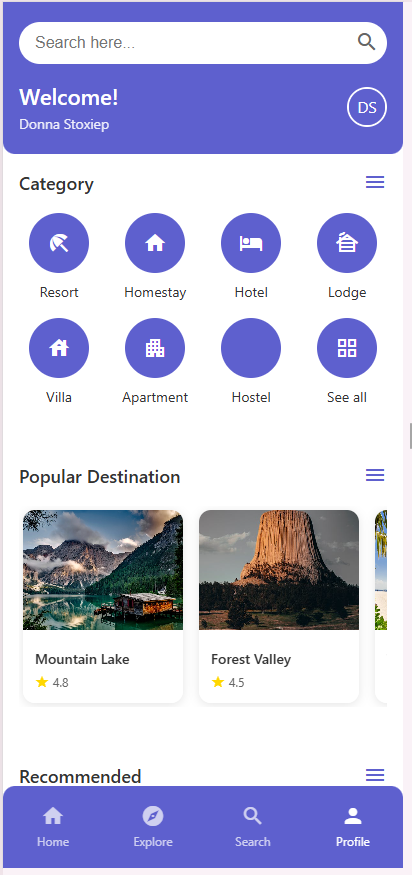 Search here...
Welcome!
Donna Stoxiep
DS
Category
Resort
Homestay
Hotel
Lodge
Villa
Apartment
Hostel
See all
Popular Destination
Mountain Lake
4.8
Forest Valley
4.5
Recommended
Home
Explore
Search
Profile